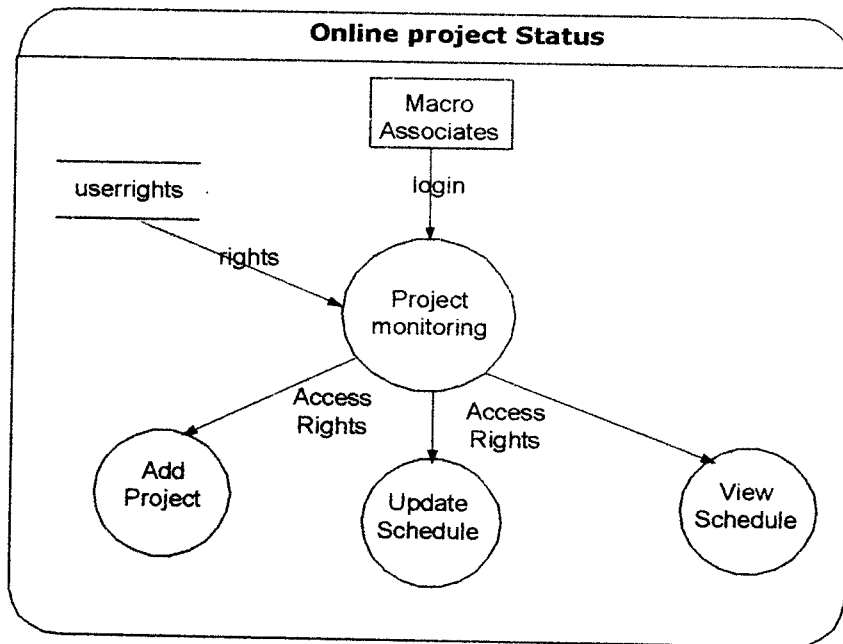 Online project Status
Macro
Associates
login
userrights
rights
Project
monitoring
Access
Rights
Access
Rights
Add
Project
Update
Schedule
View
Schedule